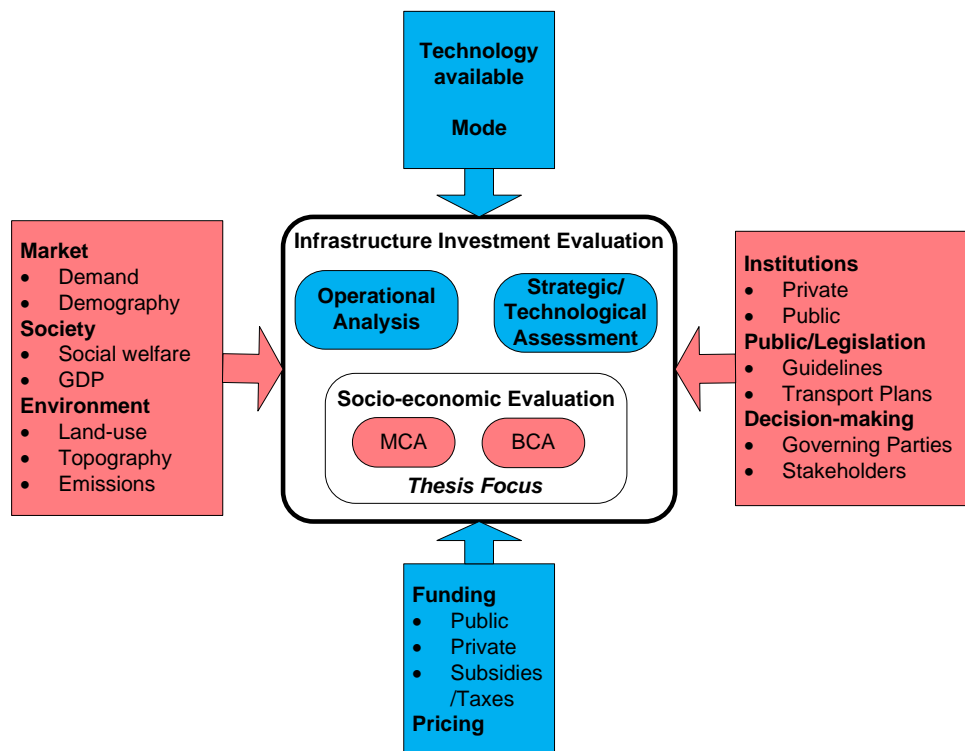 Technology
available
Mode
Market
• Demand
• Demography
Society
• Social welfare
• GDP
Environment
• Land-use
• Topography
• Emissions
Infrastructure Investment Evaluation
Operational
Analysis
Strategic/
Technological
Assessment
Socio-economic Evaluation
MCA
BCA
Thesis Focus
Institutions
• Private
• Public
Public/Legislation
• Guidelines
• Transport Plans
Decision-making
• Governing Parties
• Stakeholders
Funding
• Public
• Private
• Subsidies
/Taxes
Pricing